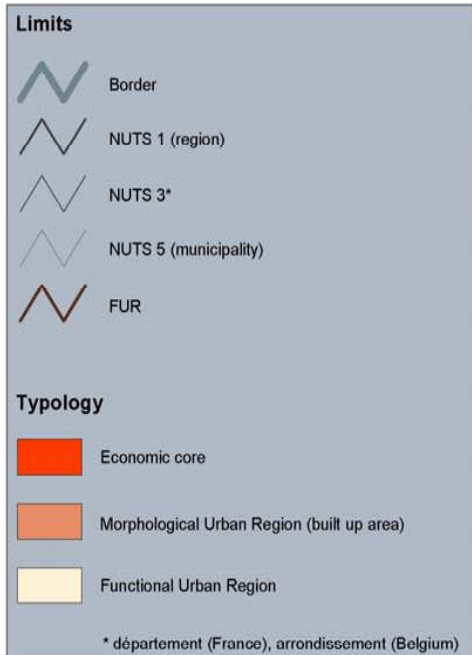 Limits
Border
NUTS 1 (region)
NUTS 3*
NUTS 5 (municipality)
FUR
Typology
Economic core
Morphological Urban Region (built up area)
Functional Urban Region
* département (France), arrondissement (Belgium)